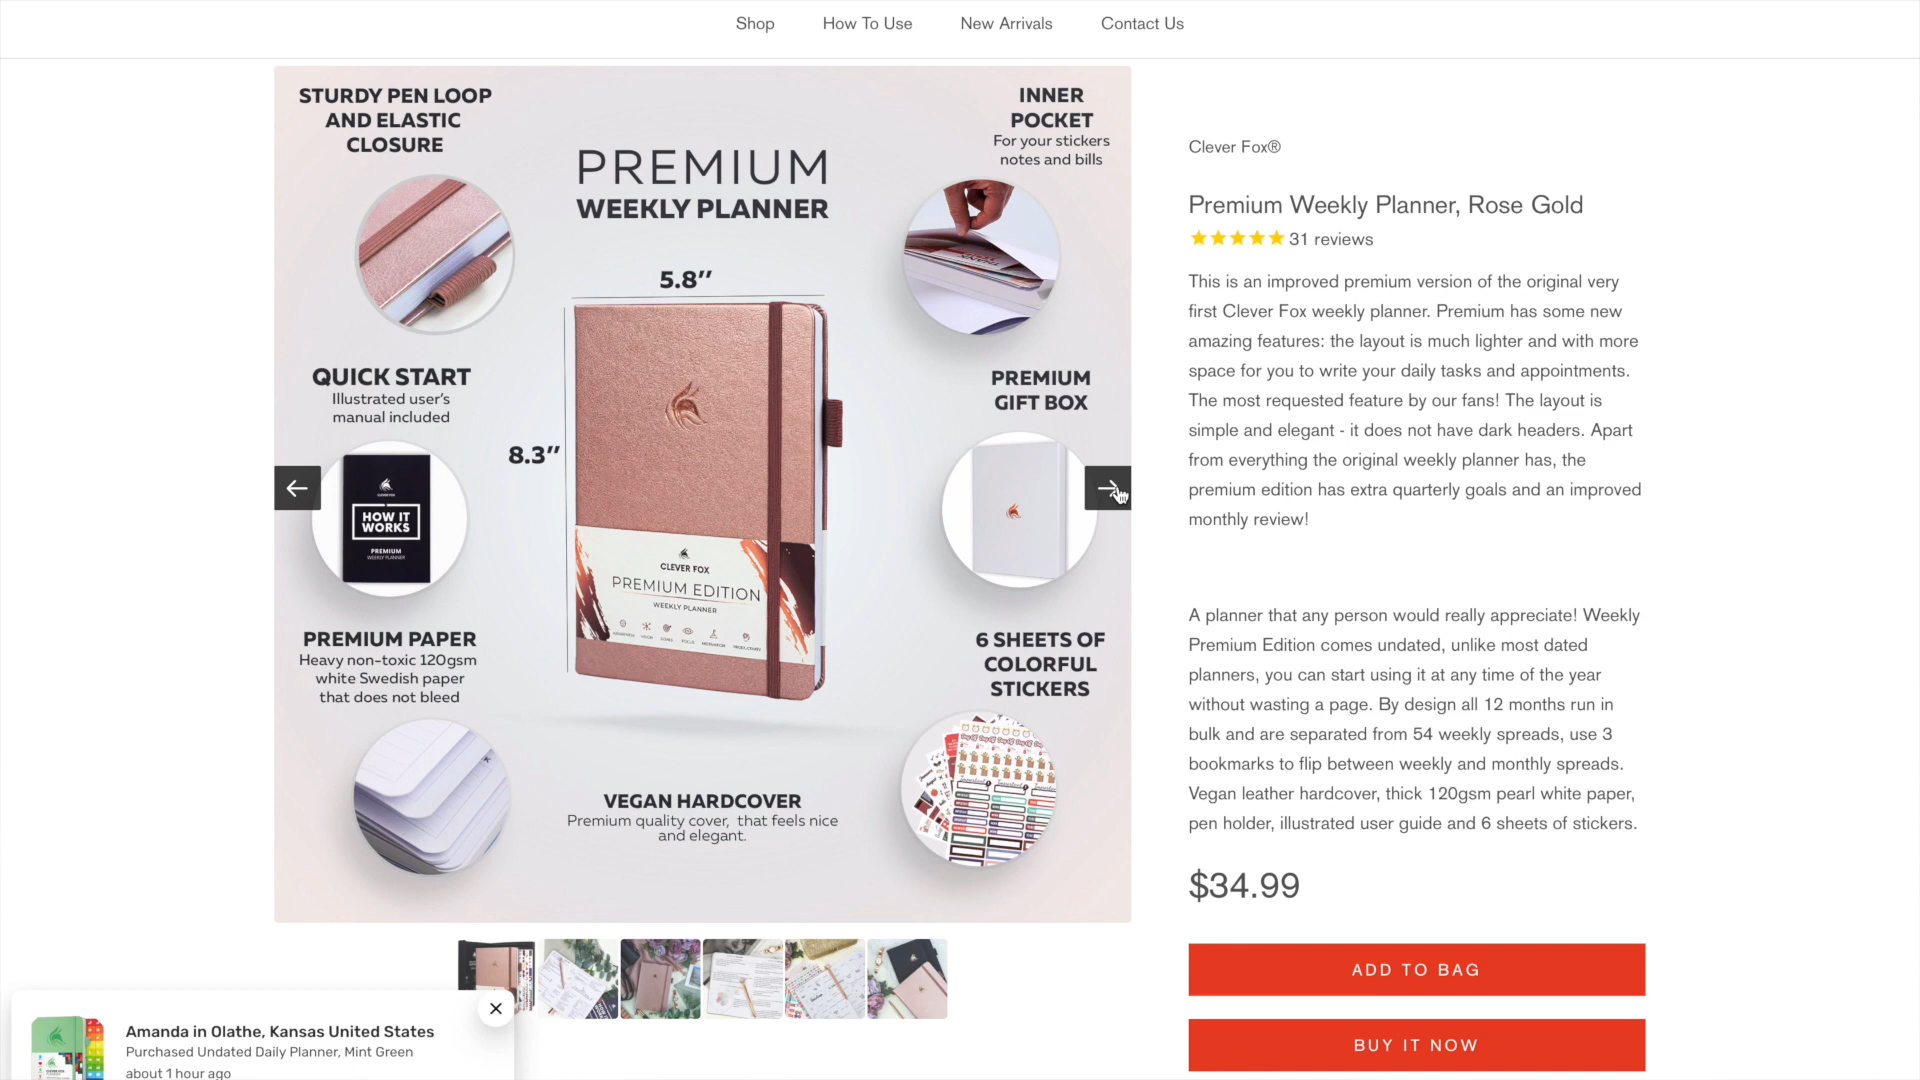 Shop
How To Use
New Arrivals
Contact Us
STURDY PEN LOOP
AND ELASTIC
CLOSURE
PREMIUM
WEEKLY PLANNER
INNER
POCKET
For your stickers
notes and bills
5.8″
8.3″
QUICK START
Illustrated user's
manual included
CLEVER FOX
HOW IT
WORKS
PREMIUM
WEEKLY PLANNER
PREMIUM
GIFT BOX
CLEVER FOX
PREMIUM EDITION
WEEKLY PLANNER
PREMIUM PAPER
Heavy non-toxic 120gsm
white Swedish paper
that does not bleed
6 SHEETS OF
COLORFUL
STICKERS
VEGAN HARDCOVER
Premium quality cover, that feels nice
and elegant.
Clever Fox®
Premium Weekly Planner, Rose Gold
31 reviews
This is an improved premium version of the original very
first Clever Fox weekly planner. Premium has some new
amazing features: the layout is much lighter and with more
space for you to write your daily tasks and appointments.
The most requested feature by our fans! The layout is
simple and elegant - it does not have dark headers. Apart
from everything the original weekly planner has, the
premium edition has extra quarterly goals and an improved
monthly review!
A planner that any person would really appreciate! Weekly
Premium Edition comes undated, unlike most dated
planners, you can start using it at any time of the year
without wasting a page. By design all 12 months run in
bulk and are separated from 54 weekly spreads, use 3
bookmarks to flip between weekly and monthly spreads.
Vegan leather hardcover, thick 120gsm pearl white paper,
pen holder, illustrated user guide and 6 sheets of stickers.
$34.99
ADD TO BAG
BUY IT NOW
Amanda in Olathe, Kansas United States
Purchased Undated Daily Planner, Mint Green
about 1 hour ago